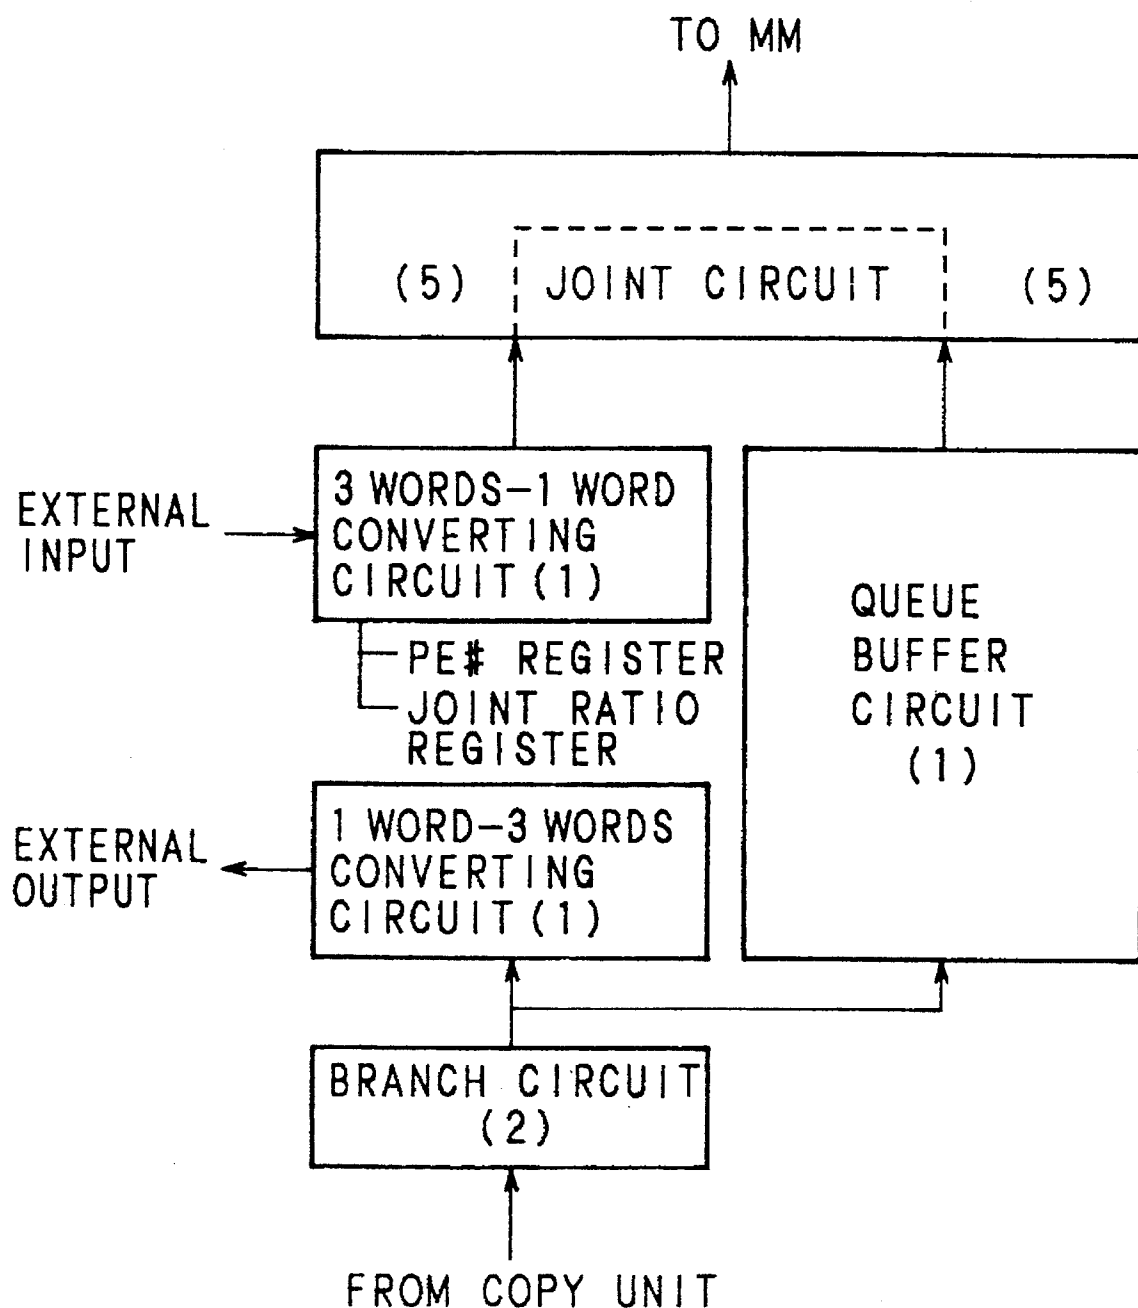 TO MM
(5) JOINT CIRCUIT (5)
3 WORDS-1 WORD
CONVERTING
CIRCUIT (1)
EXTERNAL
INPUT
PE# REGISTER
JOINT RATIO
REGISTER
QUEUE
BUFFER
CIRCUIT
(1)
1 WORD-3 WORDS
CONVERTING
CIRCUIT (1)
EXTERNAL
OUTPUT
BRANCH CIRCUIT
(2)
FROM COPY UNIT